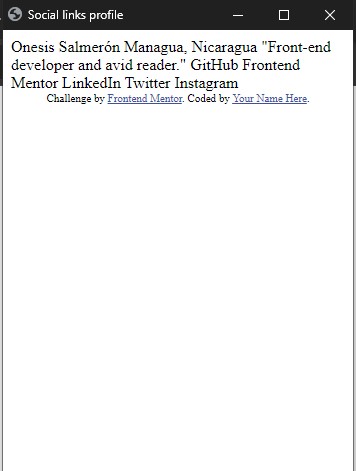 Social links profile
Onesis Salmerón Managua, Nicaragua "Front-end
developer and avid reader." GitHub Frontend
Mentor LinkedIn Twitter Instagram
Challenge by Frontend Mentor. Coded by Your Name Here.